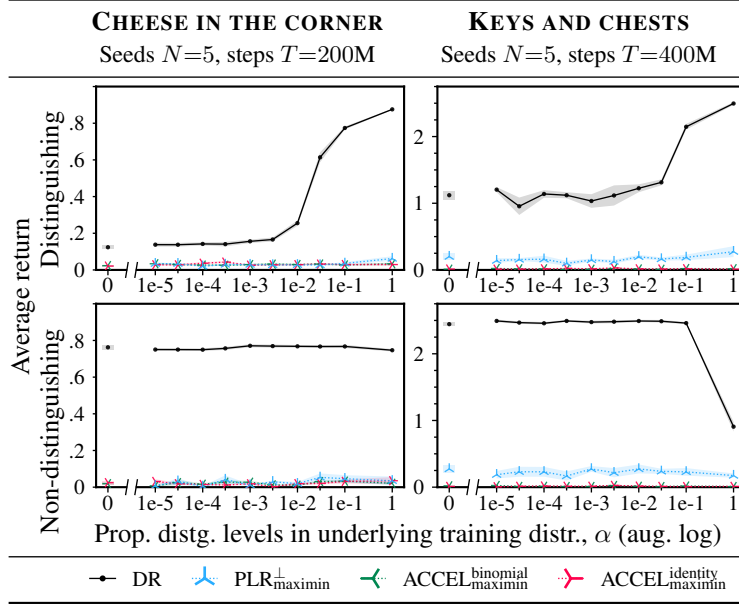 CHEESE IN THE CORNER
Seeds N=5, steps T=200M
KEYS AND CHESTS
Seeds N=5, steps T=400M
Average return
Distinguishing
.8
.6
.4
.2
0
0 1e-5 1e-4 1e-3 1e-2 1e-1 1
2
1
0
0 1e-5 1e-4 1e-3 1e-2 1e-1 1
Non-distinguishing
.8
.6
.4
.2
0
0 1e-5 1e-4 1e-3 1e-2 1e-1 1
2
1
0
0 1e-5 1e-4 1e-3 1e-2 1e-1 1
Prop. distg. levels in underlying training distr., α (aug. log)
DR PLR⊥maximin ACCELbinomialmaximin ACCELidentitymaximin